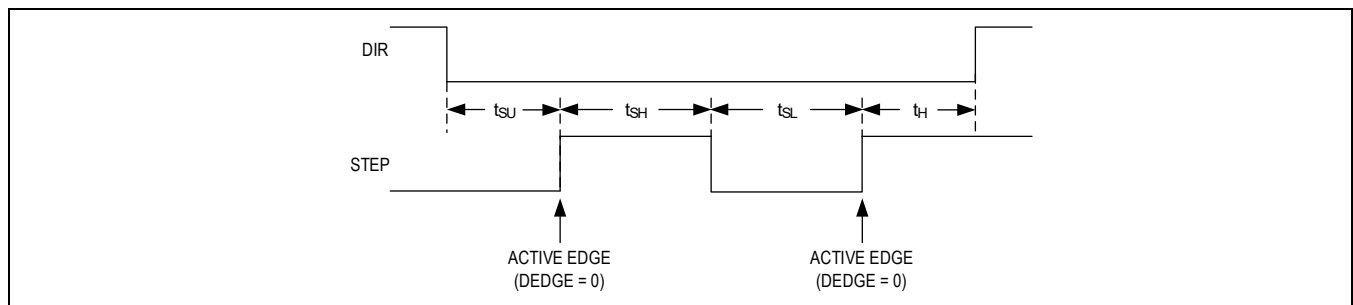 DIR
tSU
tSH
tSL
tH
STEP
ACTIVE EDGE
(DEDGE = 0)
ACTIVE EDGE
(DEDGE = 0)